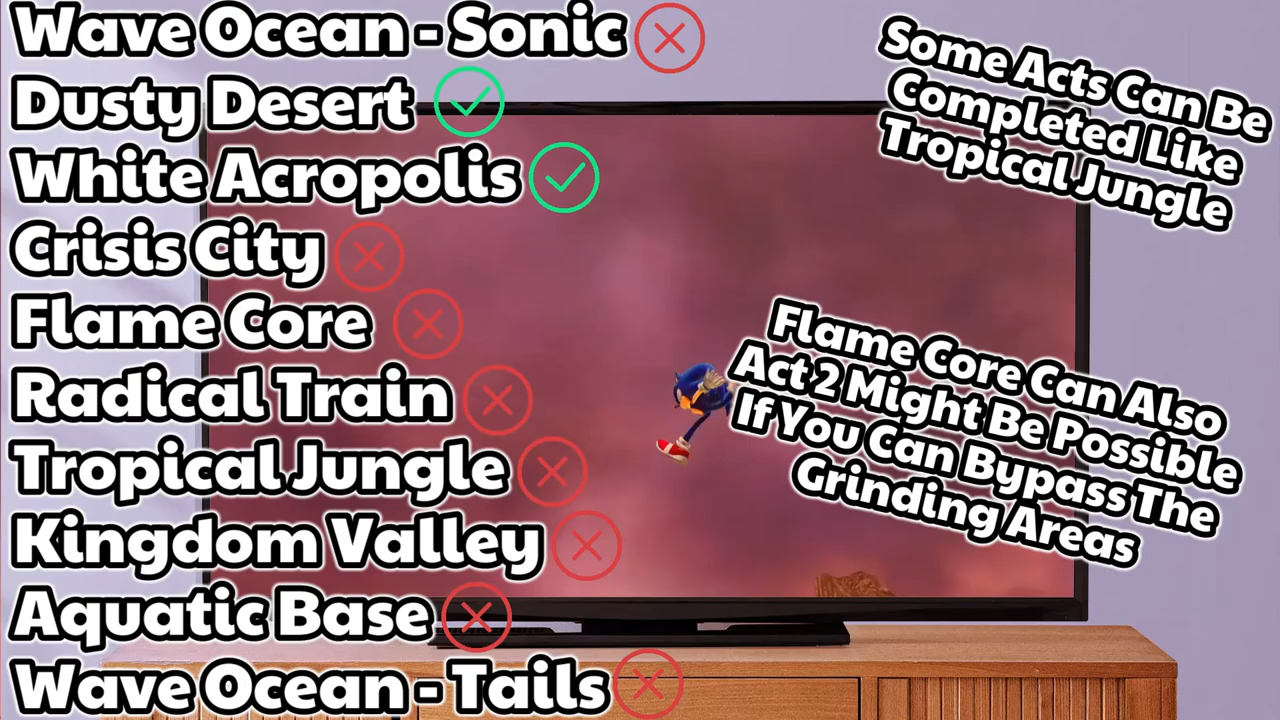 Wave Ocean - Sonic
Dusty Desert
White Acropolis
Crisis City
Flame Core
Radical Train
Tropical Jungle
Kingdom Valley
Aquatic Base
Wave Ocean - Tails
Some Acts Can Be
Completed Like
Tropical Jungle
Flame Core Can Also
Act 2 Might Be Possible
If You Can Bypass The
Grinding Areas